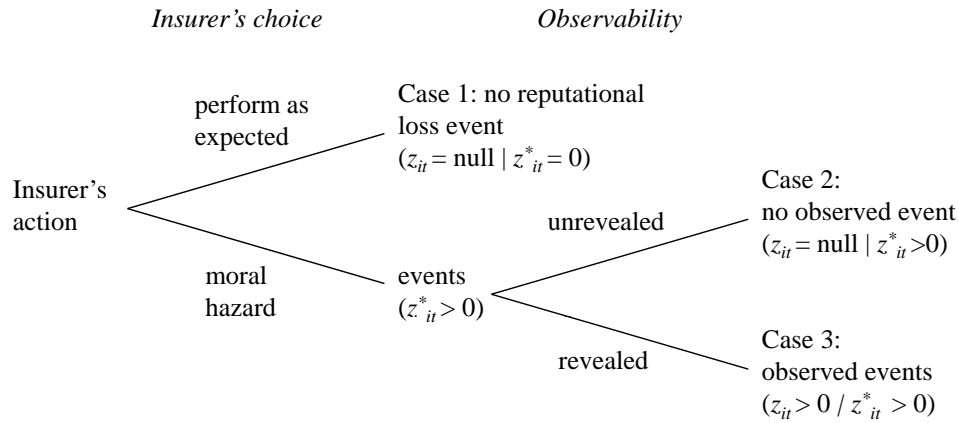 Insurer’s choice
Observability
perform as
expected
Case 1: no reputational
loss event
(z_it = null | z*_it = 0)
Insurer’s
action
moral
hazard
events
(z*_it > 0)
unrevealed
revealed
Case 2:
no observed event
(z_it = null | z*_it >0)
Case 3:
observed events
(z_it > 0 / z*_it > 0)